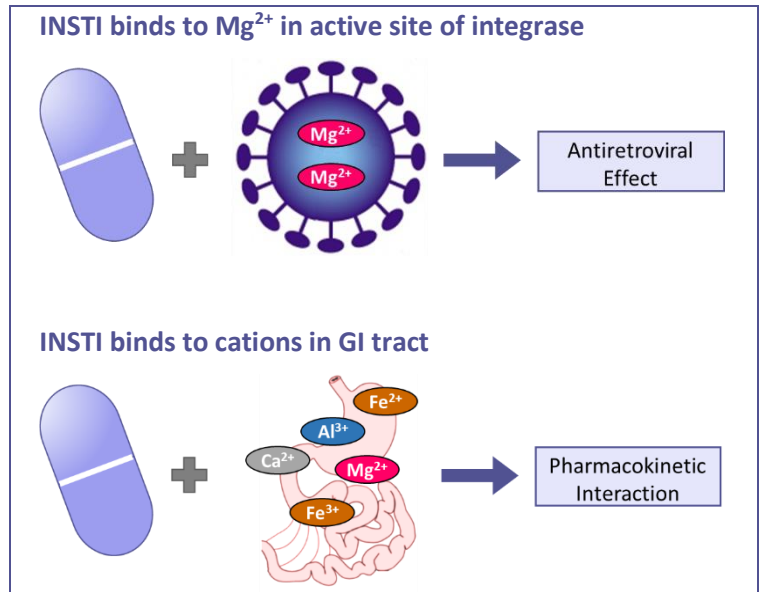 INSTI binds to Mg²⁺ in active site of integrase
Mg²⁺
Mg²⁺
Antiretroviral
Effect
INSTI binds to cations in GI tract
Fe²⁺
Al³⁺
Ca²⁺
Mg²⁺
Fe³⁺
Pharmacokinetic
Interaction